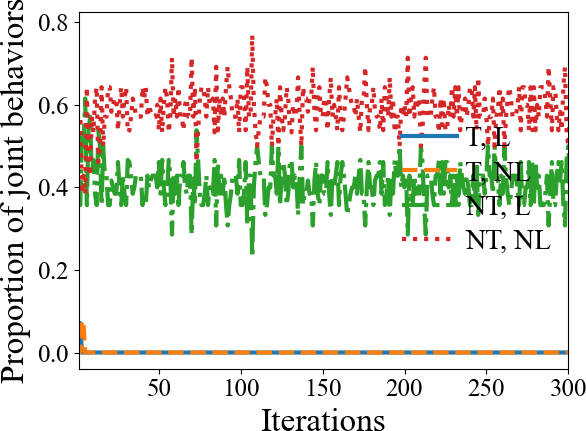 Proportion of joint behaviors
0.8
0.6
0.4
0.2
0.0
T, L
T, NL
NT, L
NT, NL
50 100 150 200 250 300
Iterations